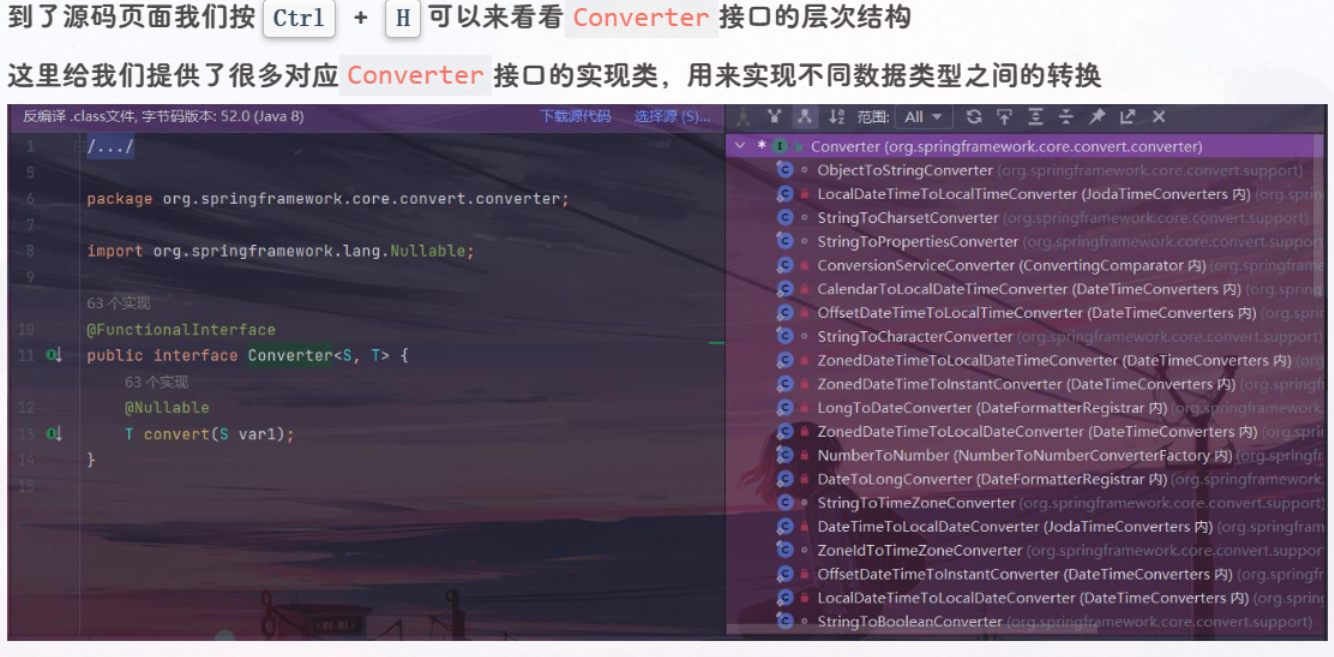 到了源码页面我们按 Ctrl + H 可以来看看 Converter 接口的层次结构
这里给我们提供了很多对应 Converter 接口的实现类，用来实现不同数据类型之间的转换
反编译 .class文件, 字节码版本: 52.0 (Java 8) 下载源代码 选择源 (S)...
1 /.../
5
6 package org.springframework.core.convert.converter;
7
8 import org.springframework.lang.Nullable;
9
63 个实现
10 @FunctionalInterface
11 public interface Converter<S, T> {
63 个实现
12 @Nullable
13 T convert(S var1);
14 }
15
范围: All
* Converter (org.springframework.core.convert.converter)
ObjectToStringConverter (org.springframework.core.convert.support)
LocalDateTimeToLocalTimeConverter (JodaTimeConverters 内) (org.sprin
StringToCharsetConverter (org.springframework.core.convert.support)
StringToPropertiesConverter (org.springframework.core.convert.support
ConversionServiceConverter (ConvertingComparator 内) (org.springframe
CalendarToLocalDateTimeConverter (DateTimeConverters 内) (org.spring
OffsetDateTimeToLocalTimeConverter (DateTimeConverters 内) (org.spri
StringToCharacterConverter (org.springframework.core.convert.support)
ZonedDateTimeToLocalDateTimeConverter (DateTimeConverters 内) (org
ZonedDateTimeToInstantConverter (DateTimeConverters 内) (org.springf
LongToDateConverter (DateFormatterRegistrar 内) (org.springframework.
ZonedDateTimeToLocalDateConverter (DateTimeConverters 内) (org.spri
NumberToNumber (NumberToNumberConverterFactory 内) (org.springfr
DateToLongConverter (DateFormatterRegistrar 内) (org.springframework.
StringToTimeZoneConverter (org.springframework.core.convert.support)
DateTimeToLocalDateConverter (JodaTimeConverters 内) (org.springfram
ZoneIdToTimeZoneConverter (org.springframework.core.convert.suppor
OffsetDateTimeToInstantConverter (DateTimeConverters 内) (org.springf
LocalDateTimeToLocalDateConverter (JodaTimeConverters 内) (org.sprin
StringToBooleanConverter (org.springframework.core.convert.support)